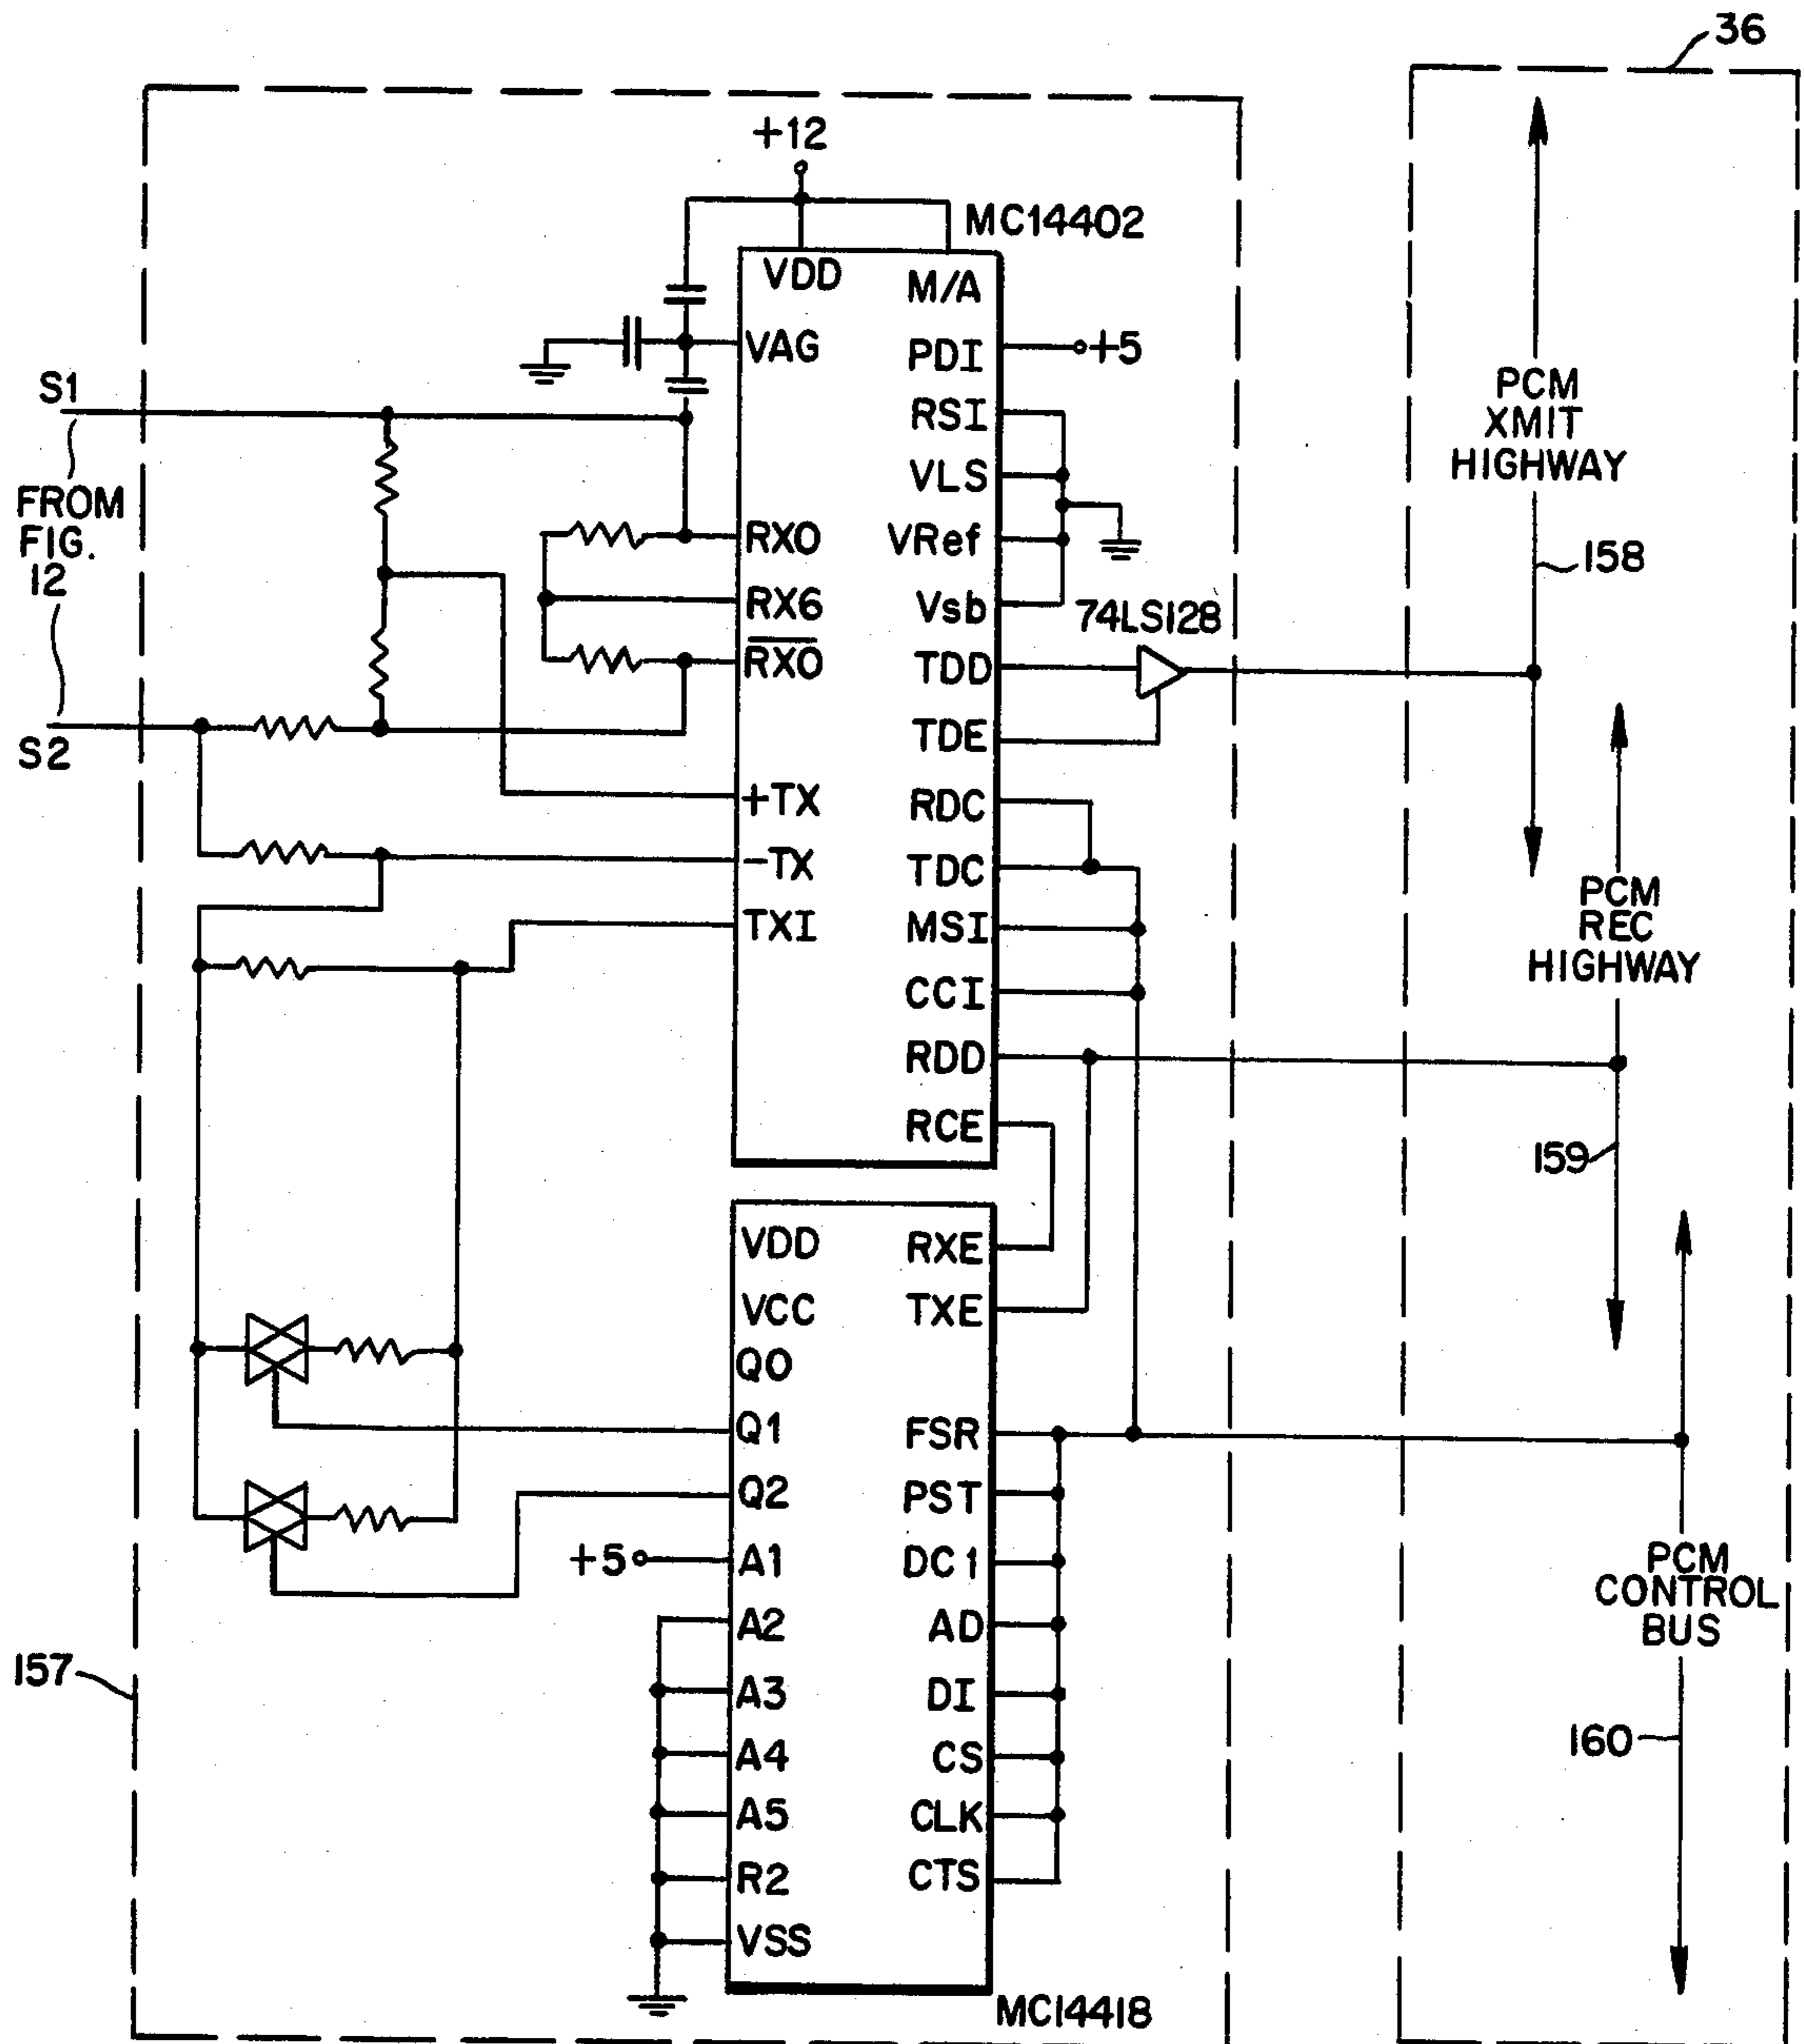 36
+12
MC14402
VDD
M/A
VAG
PDI
+5
S1
RSI
VLS
FROM
FIG.
12
RXO
VRef
RX6
Vsb
74LS128
R̅X̅O̅
TDD
S2
TDE
+TX
RDC
-TX
TDC
TXI
MSI
CCI
RDD
RCE
PCM
XMIT
HIGHWAY
158
PCM
REC
HIGHWAY
159
VDD
RXE
VCC
TXE
Q0
Q1
FSR
Q2
PST
+5
A1
DC1
A2
AD
157
A3
DI
A4
CS
A5
CLK
R2
CTS
VSS
MC14418
PCM
CONTROL
BUS
160